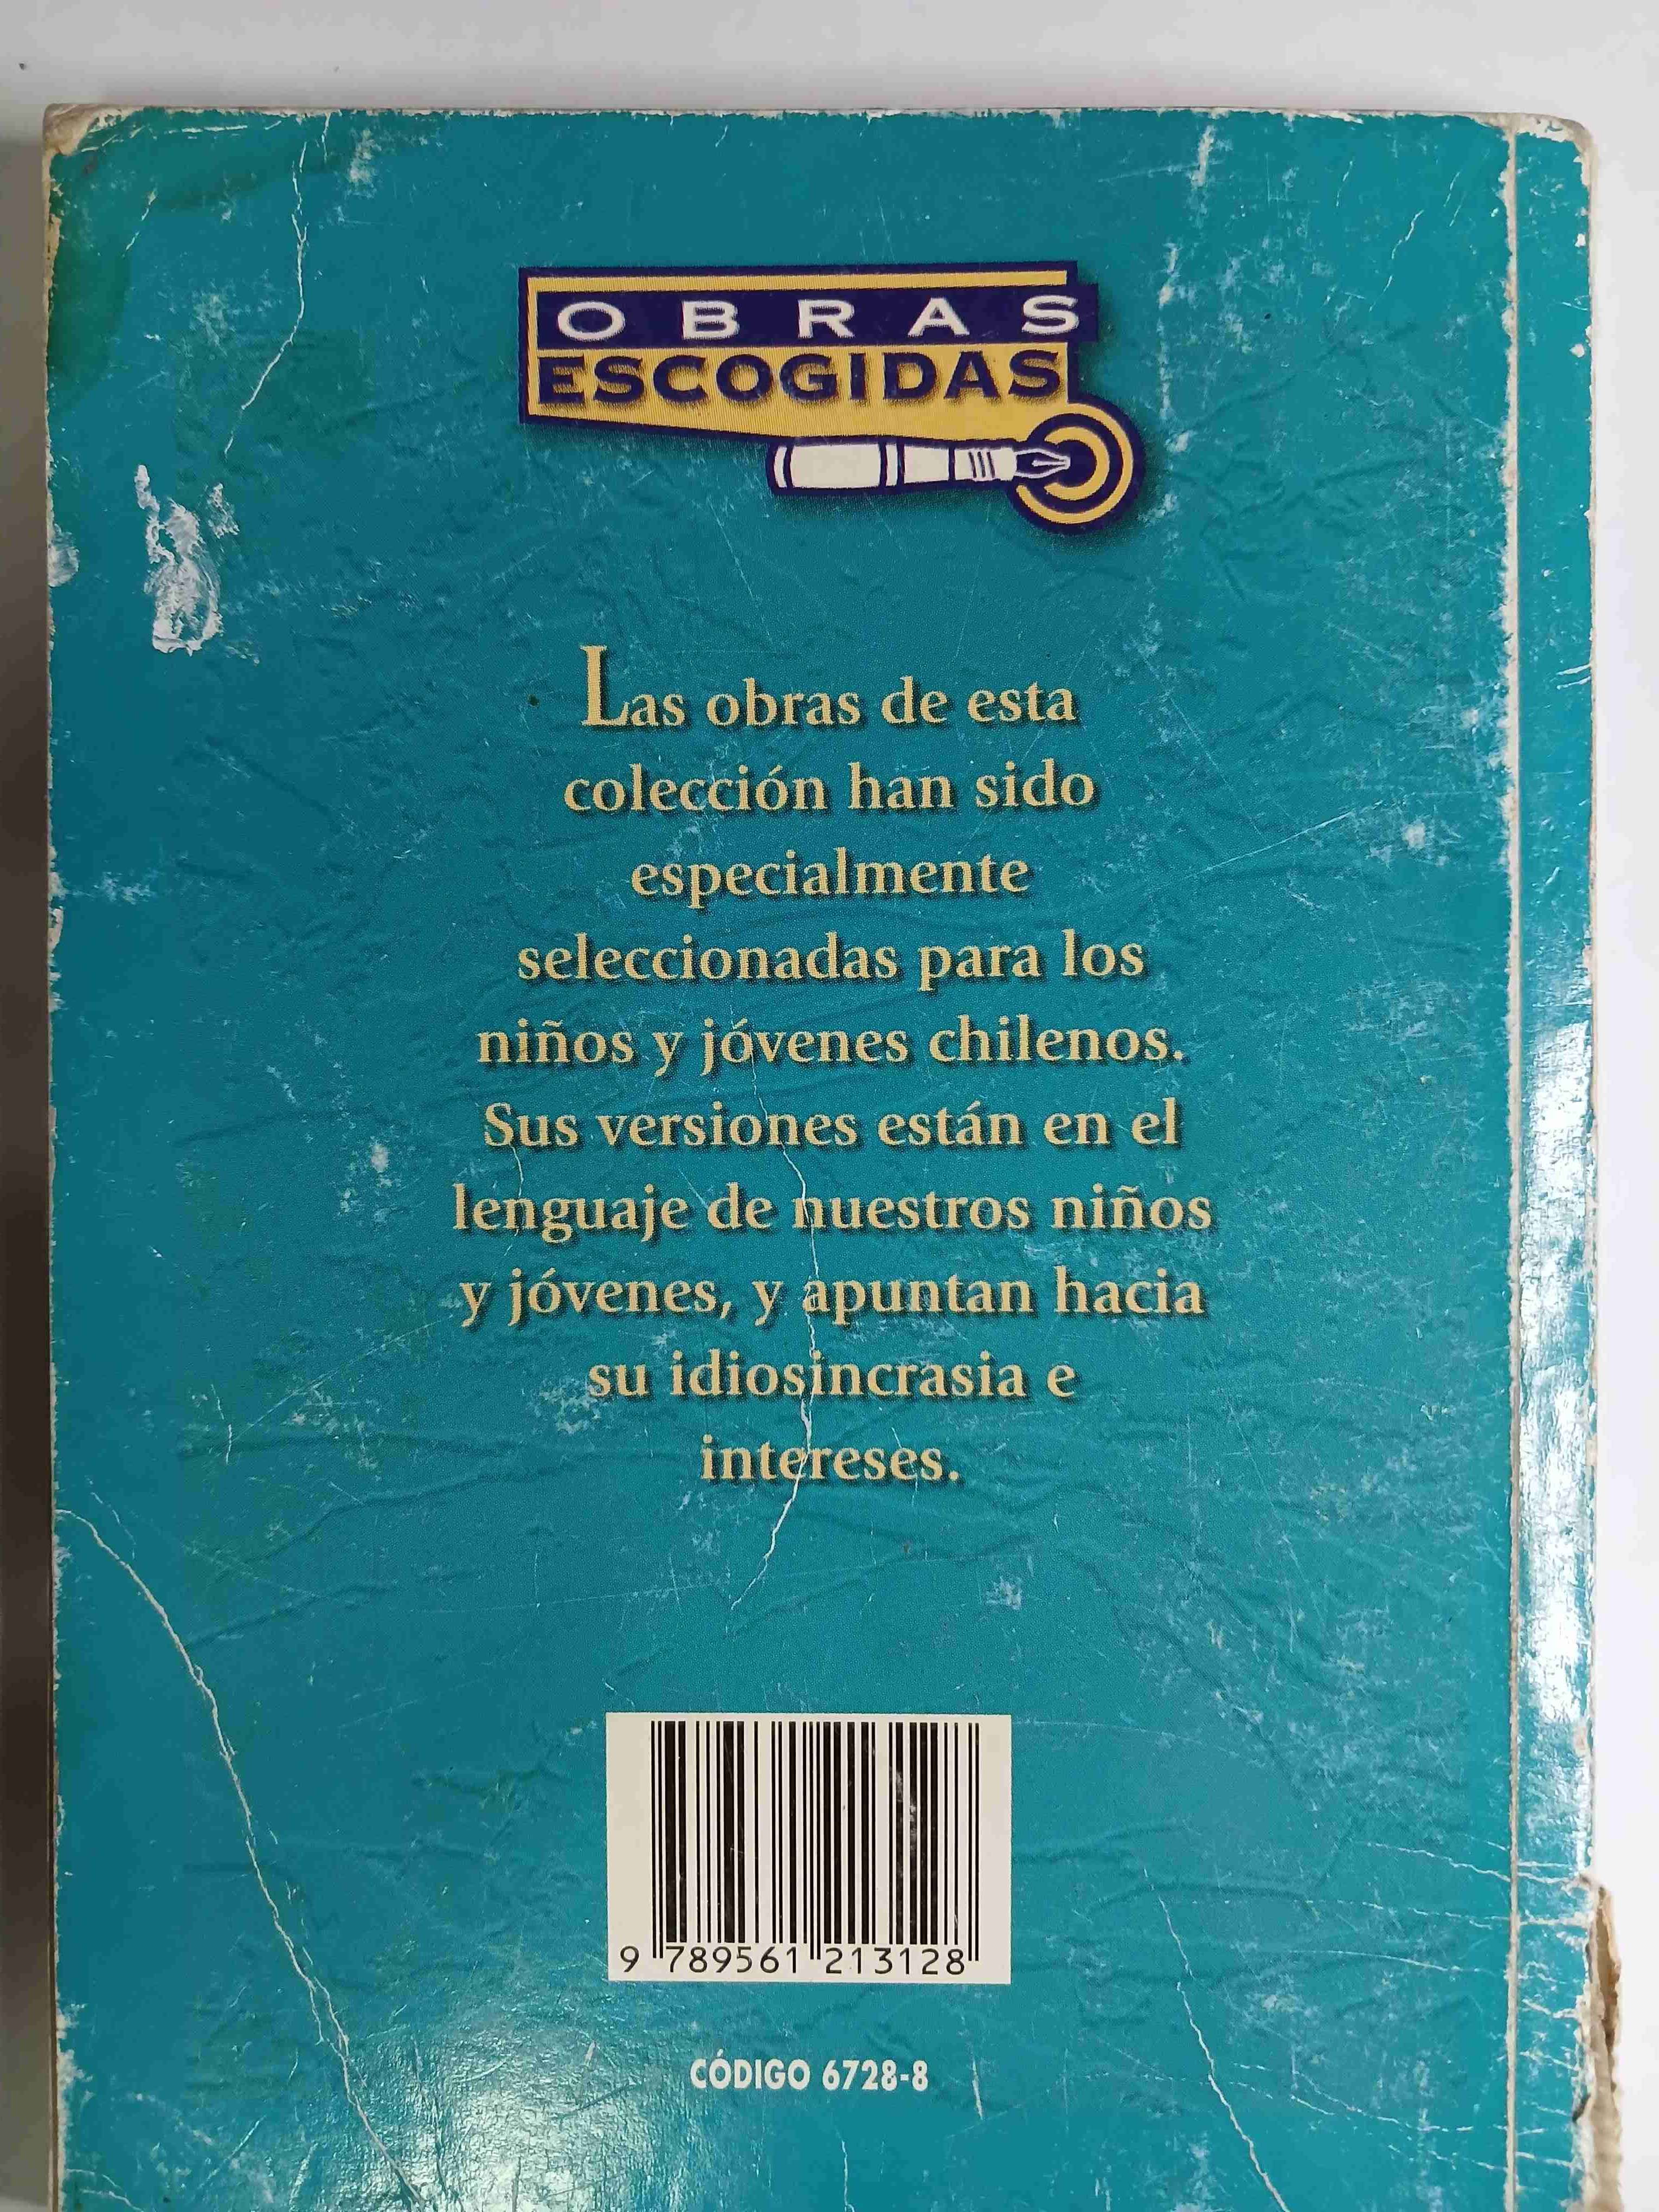 OBRAS
ESCOGIDAS
Las obras de esta
colección han sido
especialmente
seleccionadas para los
niños y jóvenes chilenos.
Sus versiones están en el
lenguaje de nuestros niños
y jóvenes, y apuntan hacia
su idiosincrasia e
intereses.
9 789561 213128
CÓDIGO 6728-8